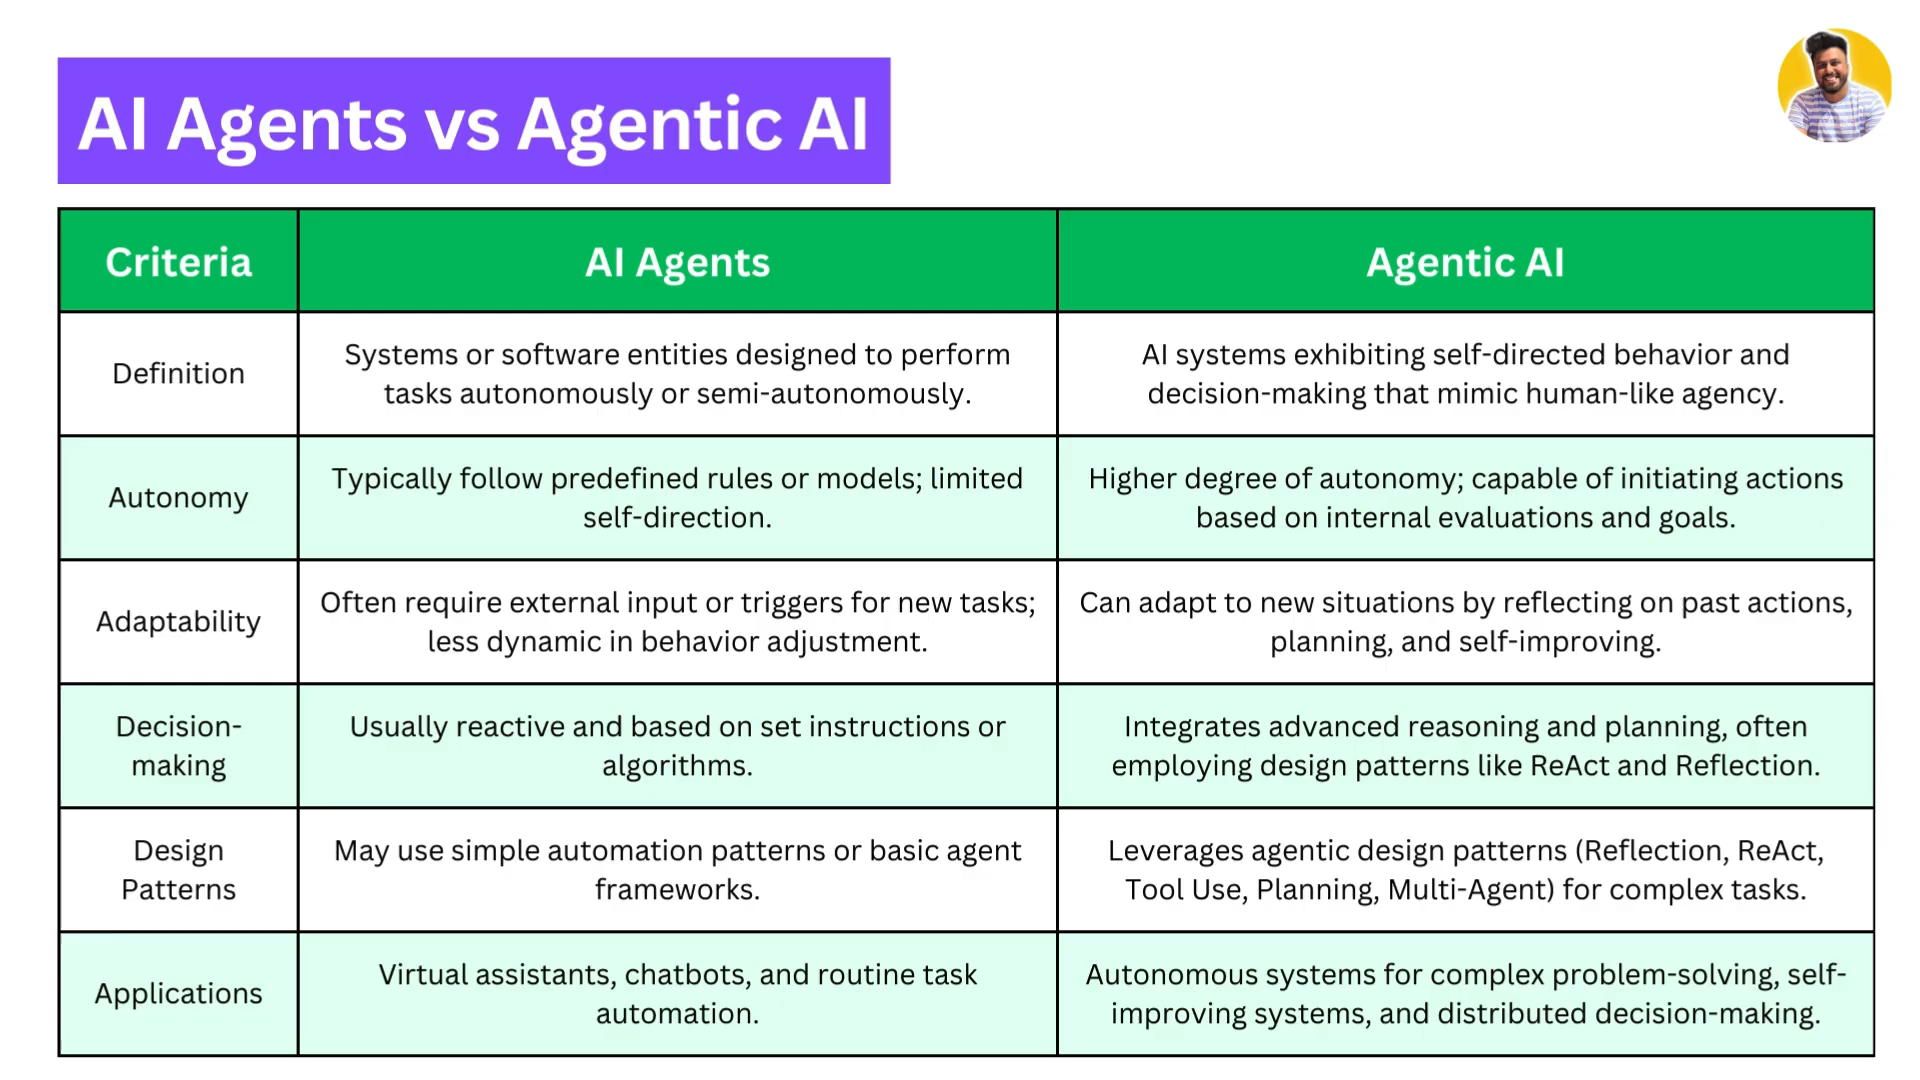 AI Agents vs Agentic AI
Criteria
AI Agents
Agentic AI
Definition
Systems or software entities designed to perform
tasks autonomously or semi-autonomously.
AI systems exhibiting self-directed behavior and
decision-making that mimic human-like agency.
Autonomy
Typically follow predefined rules or models; limited
self-direction.
Higher degree of autonomy; capable of initiating actions
based on internal evaluations and goals.
Adaptability
Often require external input or triggers for new tasks;
less dynamic in behavior adjustment.
Can adapt to new situations by reflecting on past actions,
planning, and self-improving.
Decision-
making
Usually reactive and based on set instructions or
algorithms.
Integrates advanced reasoning and planning, often
employing design patterns like ReAct and Reflection.
Design
Patterns
May use simple automation patterns or basic agent
frameworks.
Leverages agentic design patterns (Reflection, ReAct,
Tool Use, Planning, Multi-Agent) for complex tasks.
Applications
Virtual assistants, chatbots, and routine task
automation.
Autonomous systems for complex problem-solving, self-
improving systems, and distributed decision-making.